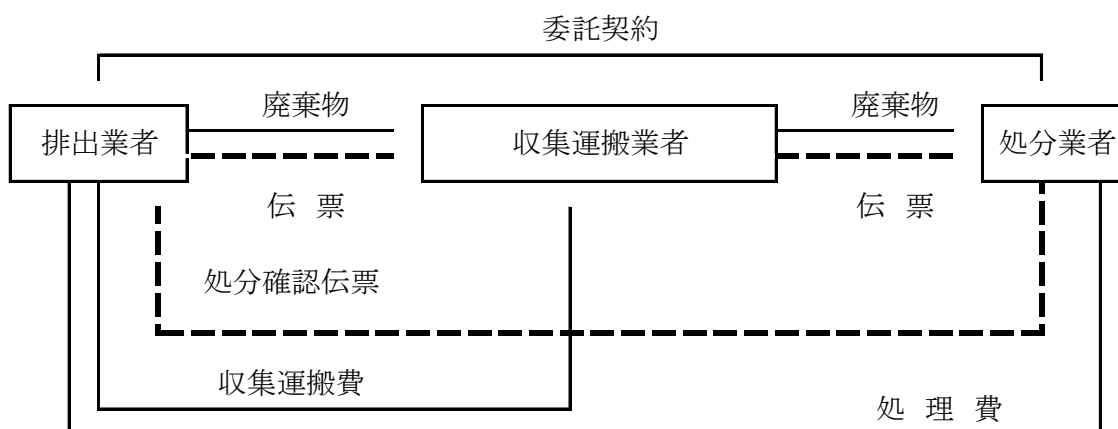 委託契約
廃棄物
廃棄物
排出業者
収集運搬業者
処分業者
伝 票
伝 票
処分確認伝票
収集運搬費
処 理 費